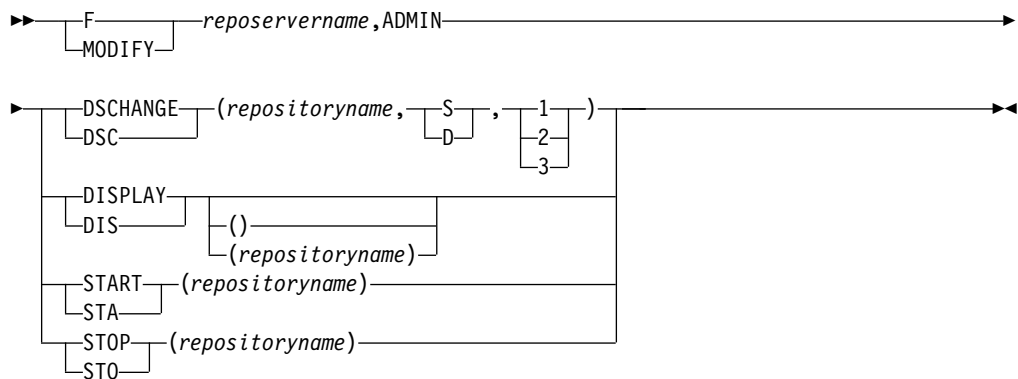 F reposervername,ADMIN
MODIFY
DSCHANGE (repositoryname, S , 1 )
DSC D 2
3
DISPLAY
DIS ()
(repositoryname)
START (repositoryname)
STA
STOP (repositoryname)
STO